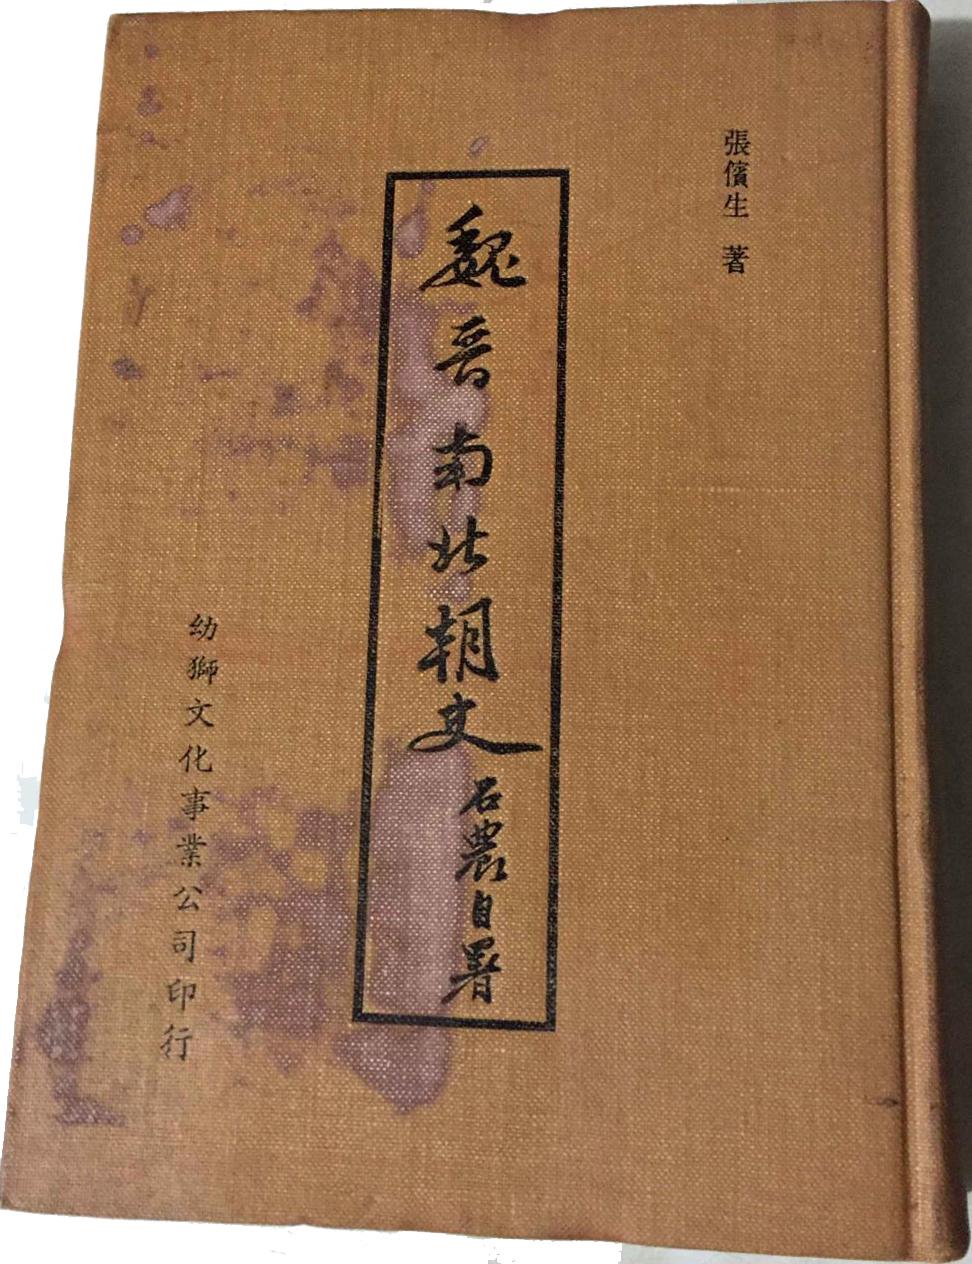 張儐生 著
魏晉南北朝史
石農自署
幼獅文化事業公司印行